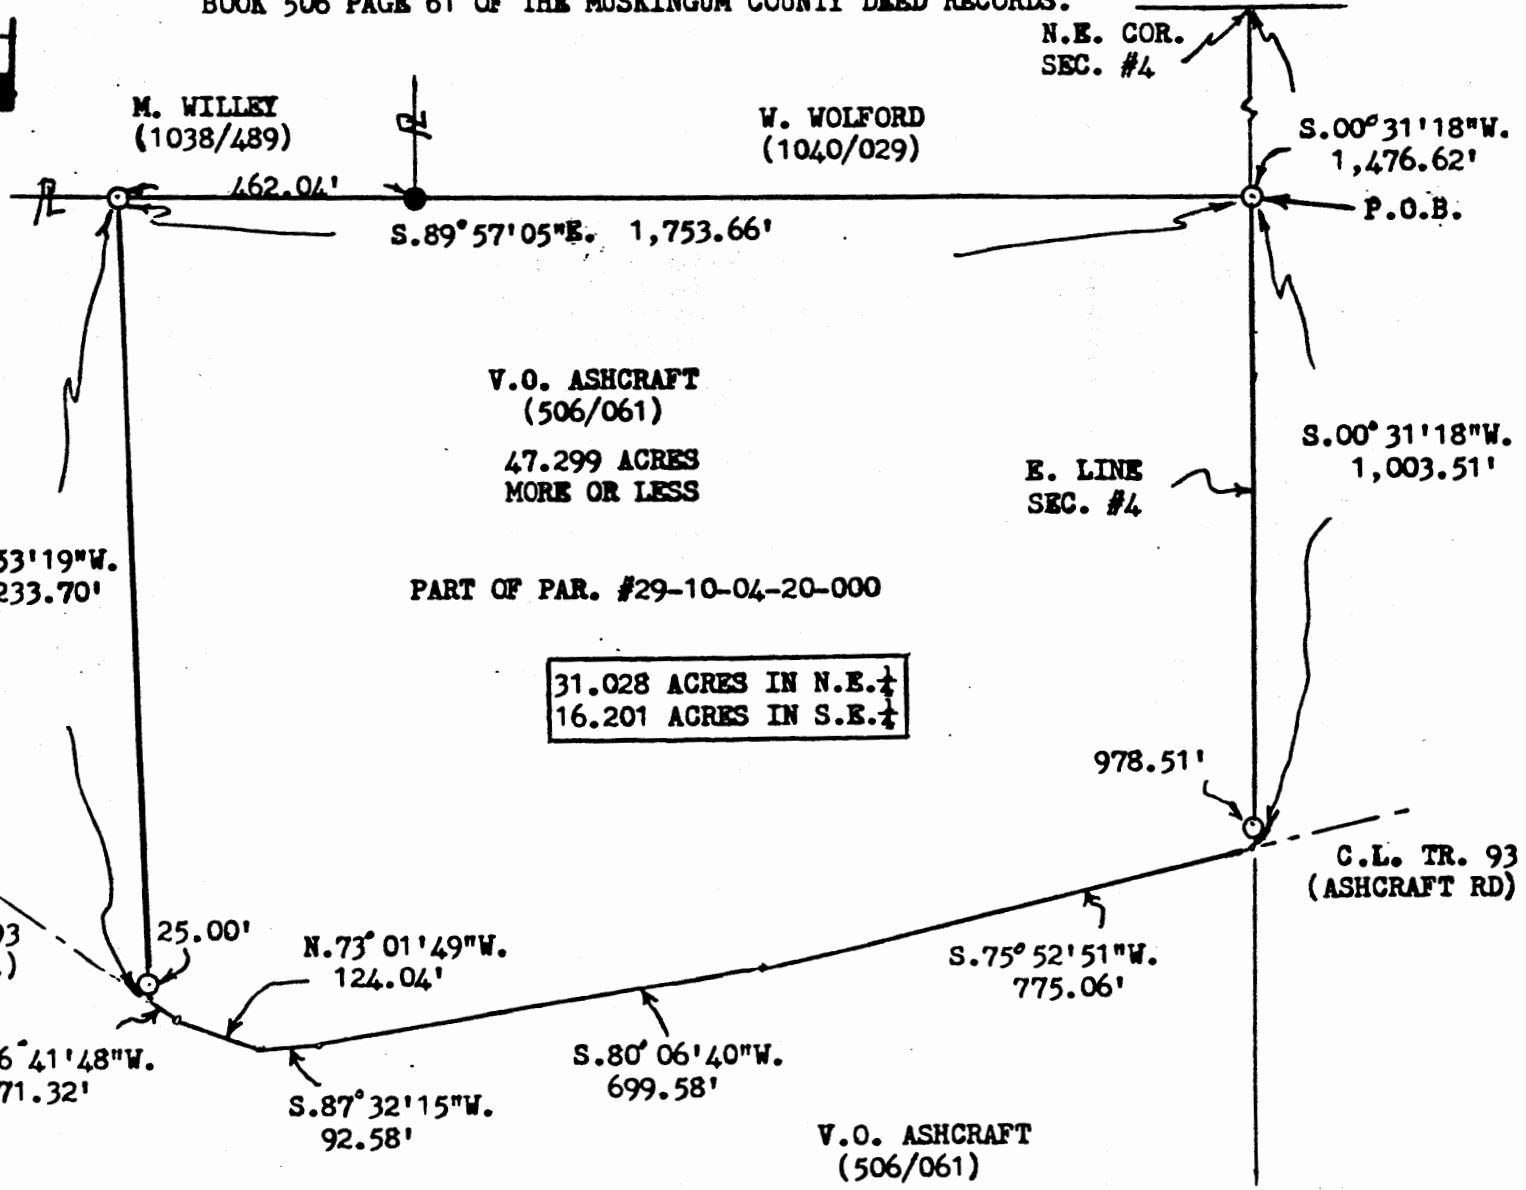 BOOK 506 PAGE 61 OF THE MUSKINGUM COUNTY DEED RECORDS.
N.E. COR.
SEC. #4
M. WILLEY
(1038/489)
W. WOLFORD
(1040/029)
S.00°31'18"W.
1,476.62'
P.O.B.
462.04'
S.89°57'05"E. 1,753.66'
V.O. ASHCRAFT
(506/061)
47.299 ACRES
MORE OR LESS
E. LINE
SEC. #4
S.00°31'18"W.
1,003.51'
53'19"W.
233.70'
PART OF PAR. #29-10-04-20-000
31.028 ACRES IN N.E.¼
16.201 ACRES IN S.E.¼
978.51'
C.L. TR. 93
(ASHCRAFT RD)
93
)
25.00'
N.73°01'49"W.
124.04'
S.75°52'51"W.
775.06'
6°41'48"W.
71.32'
S.87°32'15"W.
92.58'
S.80°06'40"W.
699.58'
V.O. ASHCRAFT
(506/061)